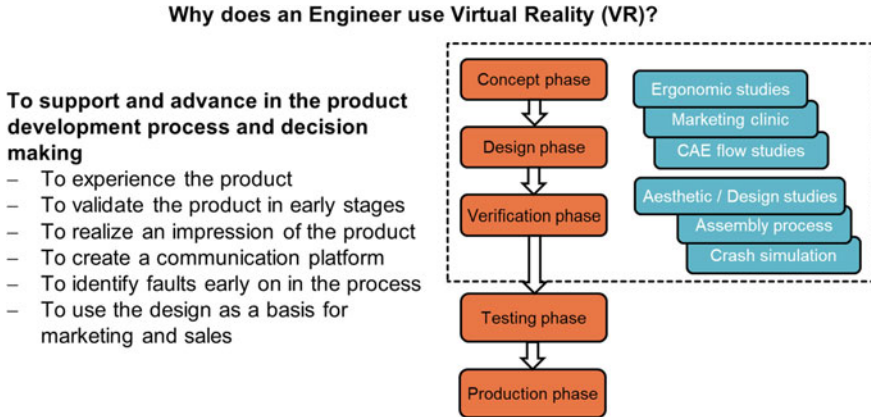 Why does an Engineer use Virtual Reality (VR)?
To support and advance in the product
development process and decision
making
– To experience the product
– To validate the product in early stages
– To realize an impression of the product
– To create a communication platform
– To identify faults early on in the process
– To use the design as a basis for
marketing and sales
Concept phase
Design phase
Verification phase
Testing phase
Production phase
Ergonomic studies
Marketing clinic
CAE flow studies
Aesthetic / Design studies
Assembly process
Crash simulation